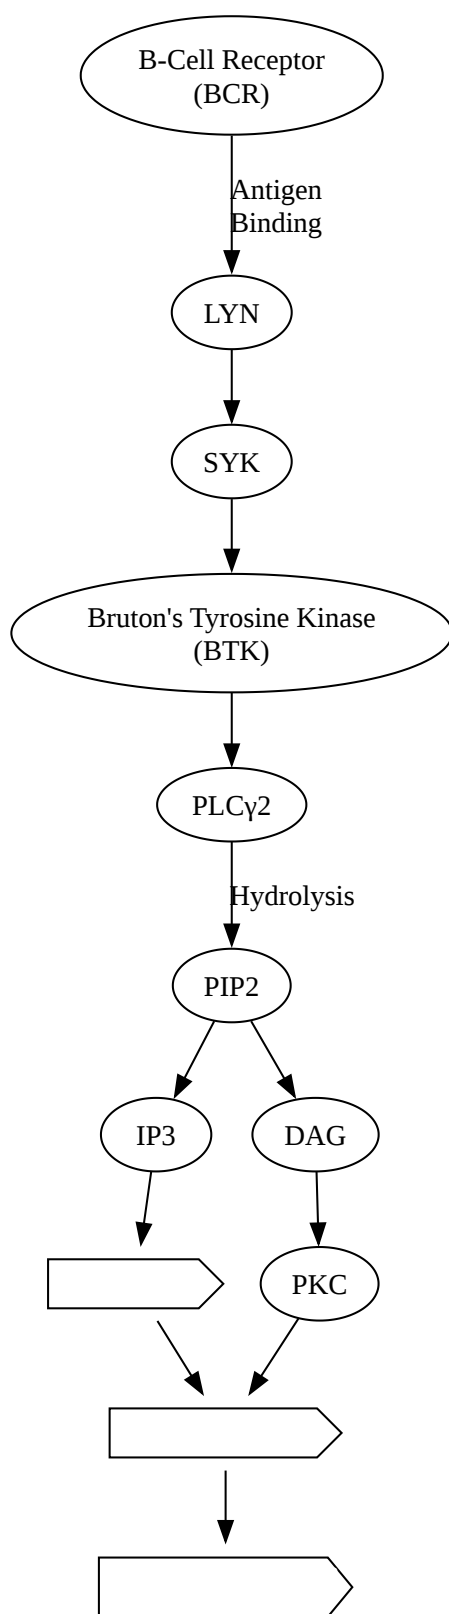 B-Cell Receptor
(BCR)
Antigen
Binding
LYN
SYK
Bruton's Tyrosine Kinase
(BTK)
PLCγ2
Hydrolysis
PIP2
IP3
DAG
PKC